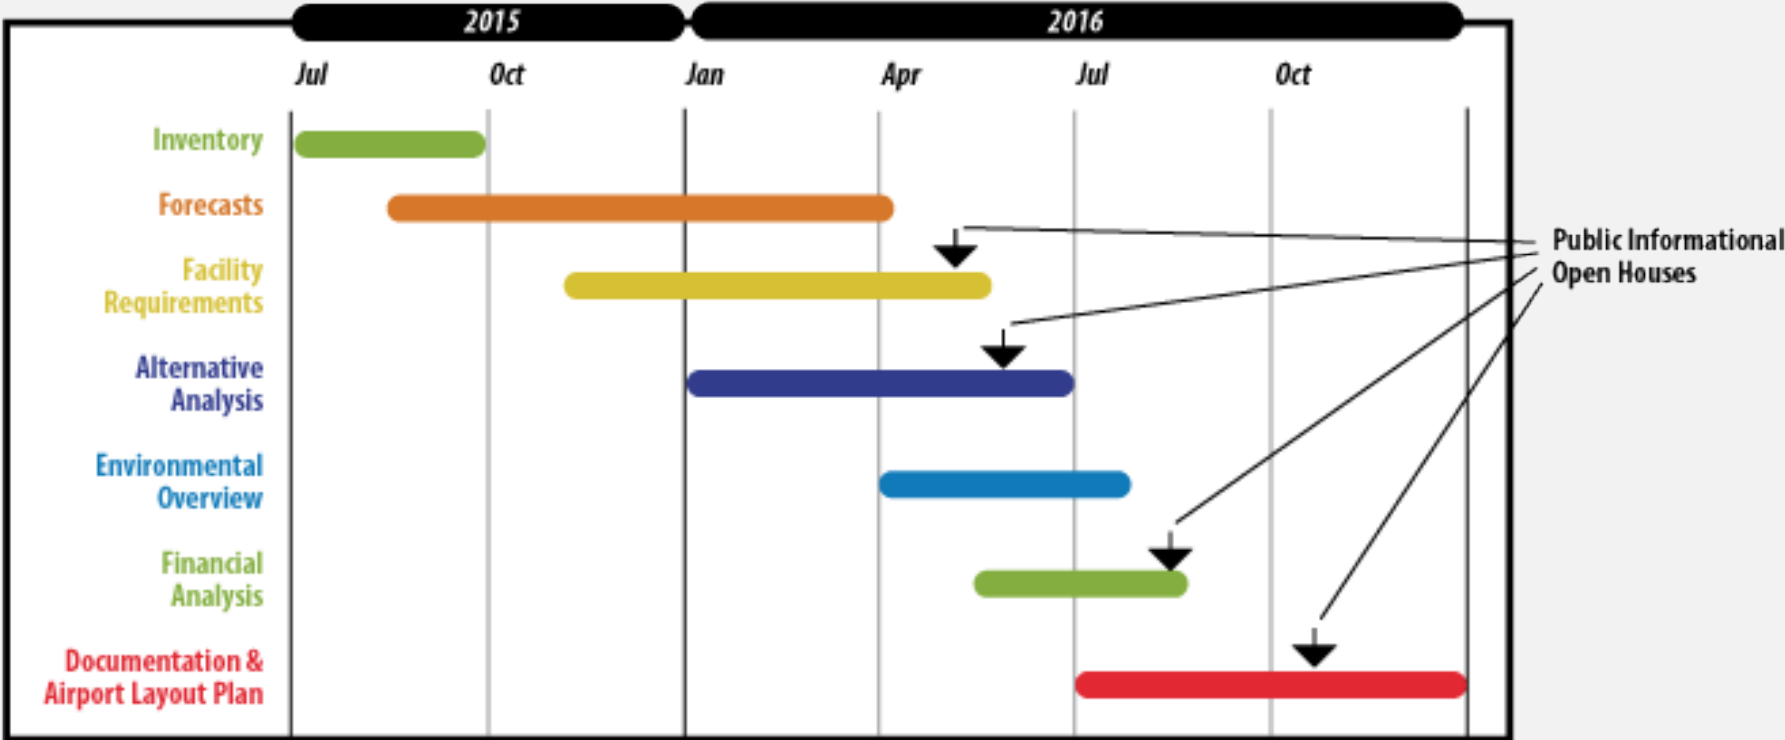 2015
2016
Jul
Oct
Jan
Apr
Jul
Oct
Inventory
Forecasts
Facility
Requirements
Alternative
Analysis
Environmental
Overview
Financial
Analysis
Documentation &
Airport Layout Plan
Public Informational
Open Houses